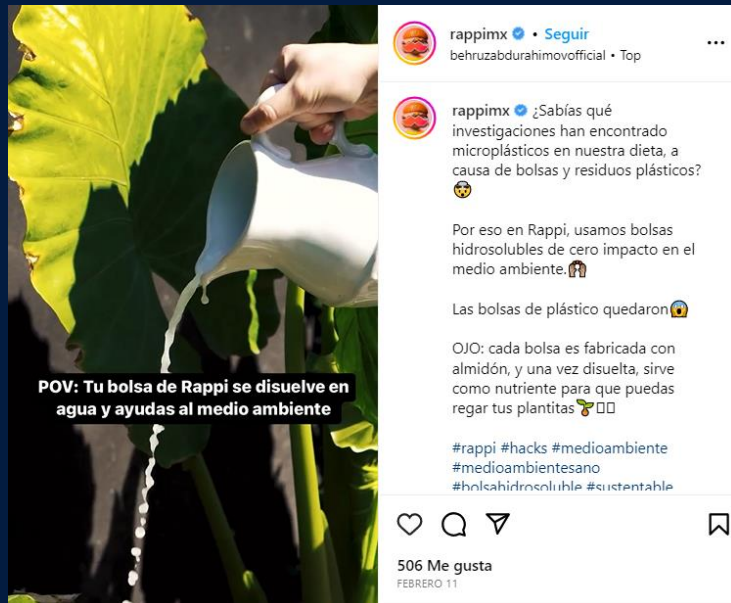 POV: Tu bolsa de Rappi se disuelve en
agua y ayudas al medio ambiente
rappimx • Seguir
behruzabdurahimovofficial • Top
rappimx ¿Sabías qué
investigaciones han encontrado
microplásticos en nuestra dieta, a
causa de bolsas y residuos plásticos?
🤯
Por eso en Rappi, usamos bolsas
hidrosolubles de cero impacto en el
medio ambiente.🙌
Las bolsas de plástico quedaron😱
OJO: cada bolsa es fabricada con
almidón, y una vez disuelta, sirve
como nutriente para que puedas
regar tus plantitas🌱
#rappi #hacks #medioambiente
#medioambientesano
#bolsahidrosoluble #sustentable
506 Me gusta
FEBRERO 11